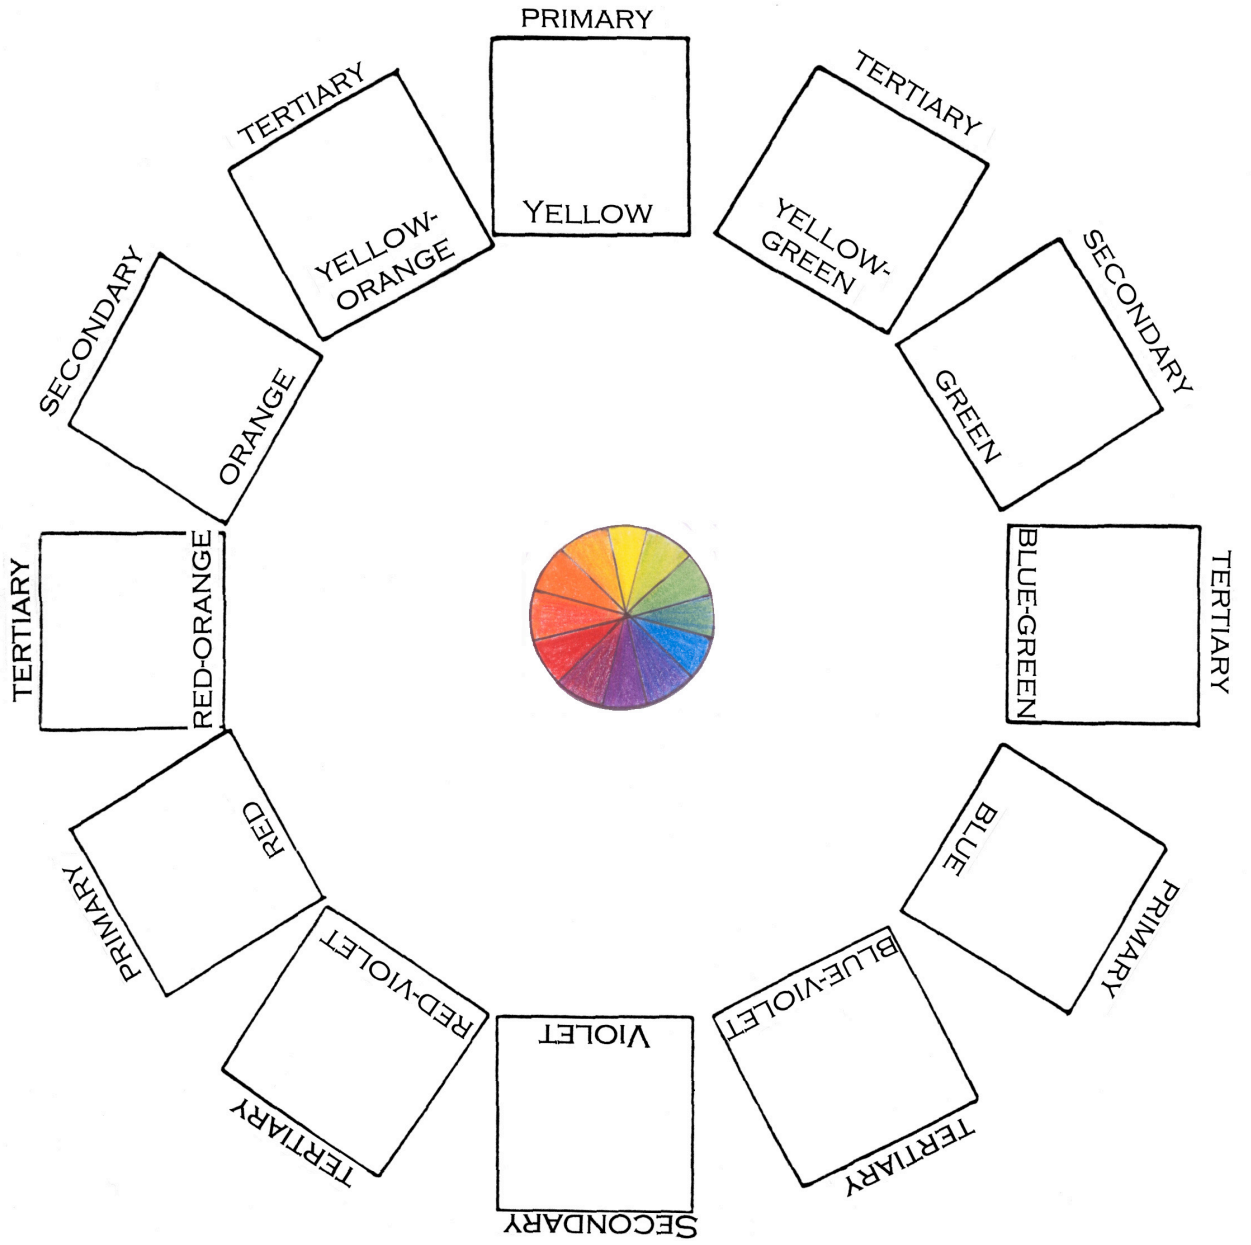 PRIMARY
YELLOW
TERTIARY
YELLOW-
GREEN
SECONDARY
GREEN
TERTIARY
BLUE-GREEN
PRIMARY
BLUE
TERTIARY
BLUE-VIOLET
SECONDARY
VIOLET
TERTIARY
RED-VIOLET
PRIMARY
RED
TERTIARY
RED-ORANGE
SECONDARY
ORANGE
TERTIARY
YELLOW-
ORANGE